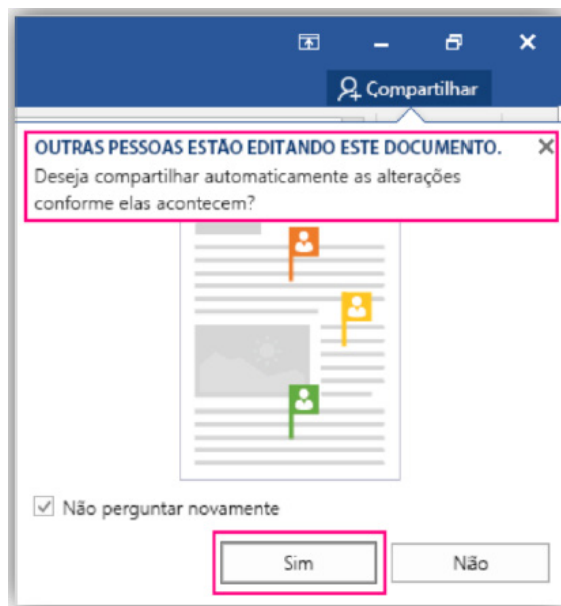 Compartilhar
OUTRAS PESSOAS ESTÃO EDITANDO ESTE DOCUMENTO.
Deseja compartilhar automaticamente as alterações
conforme elas acontecem?
Não perguntar novamente
Sim
Não